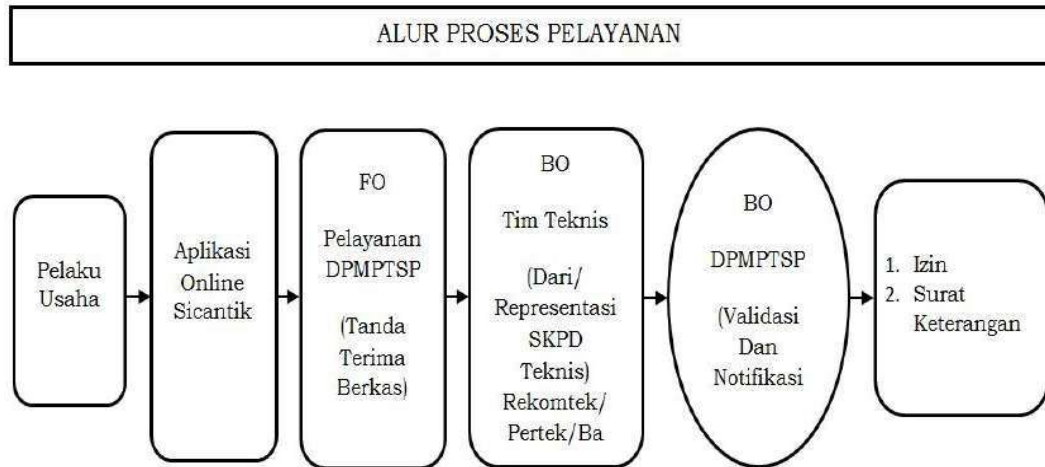 ALUR PROSES PELAYANAN
Pelaku
Usaha
Aplikasi
Online
Sicantik
FO
Pelayanan
DPMPTSP
(Tanda
Terima
Berkas)
BO
Tim Teknis
(Dari/
Representasi
SKPD
Teknis)
Rekomtek/
Pertek/Ba
BO
DPMPTSP
(Validasi
Dan
Notifikasi
1. Izin
2. Surat
Keterangan